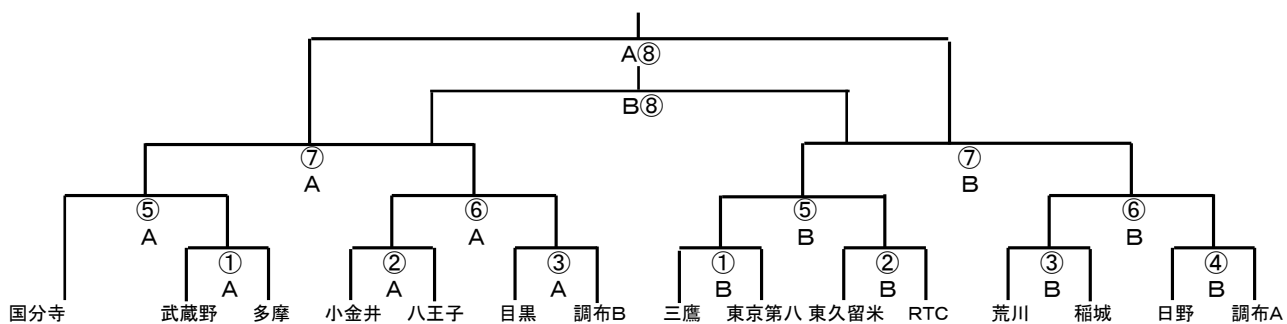 A⑧
B⑧
⑦ ⑦
A B
⑤ ⑥ ⑤ ⑥
A A B B
① ② ③ ① ② ③ ④
A A A B B B B
国分寺 武蔵野 多摩 小金井 八王子 目黒 調布B 三鷹 東京第八 東久留米 RTC 荒川 稲城 日野 調布A